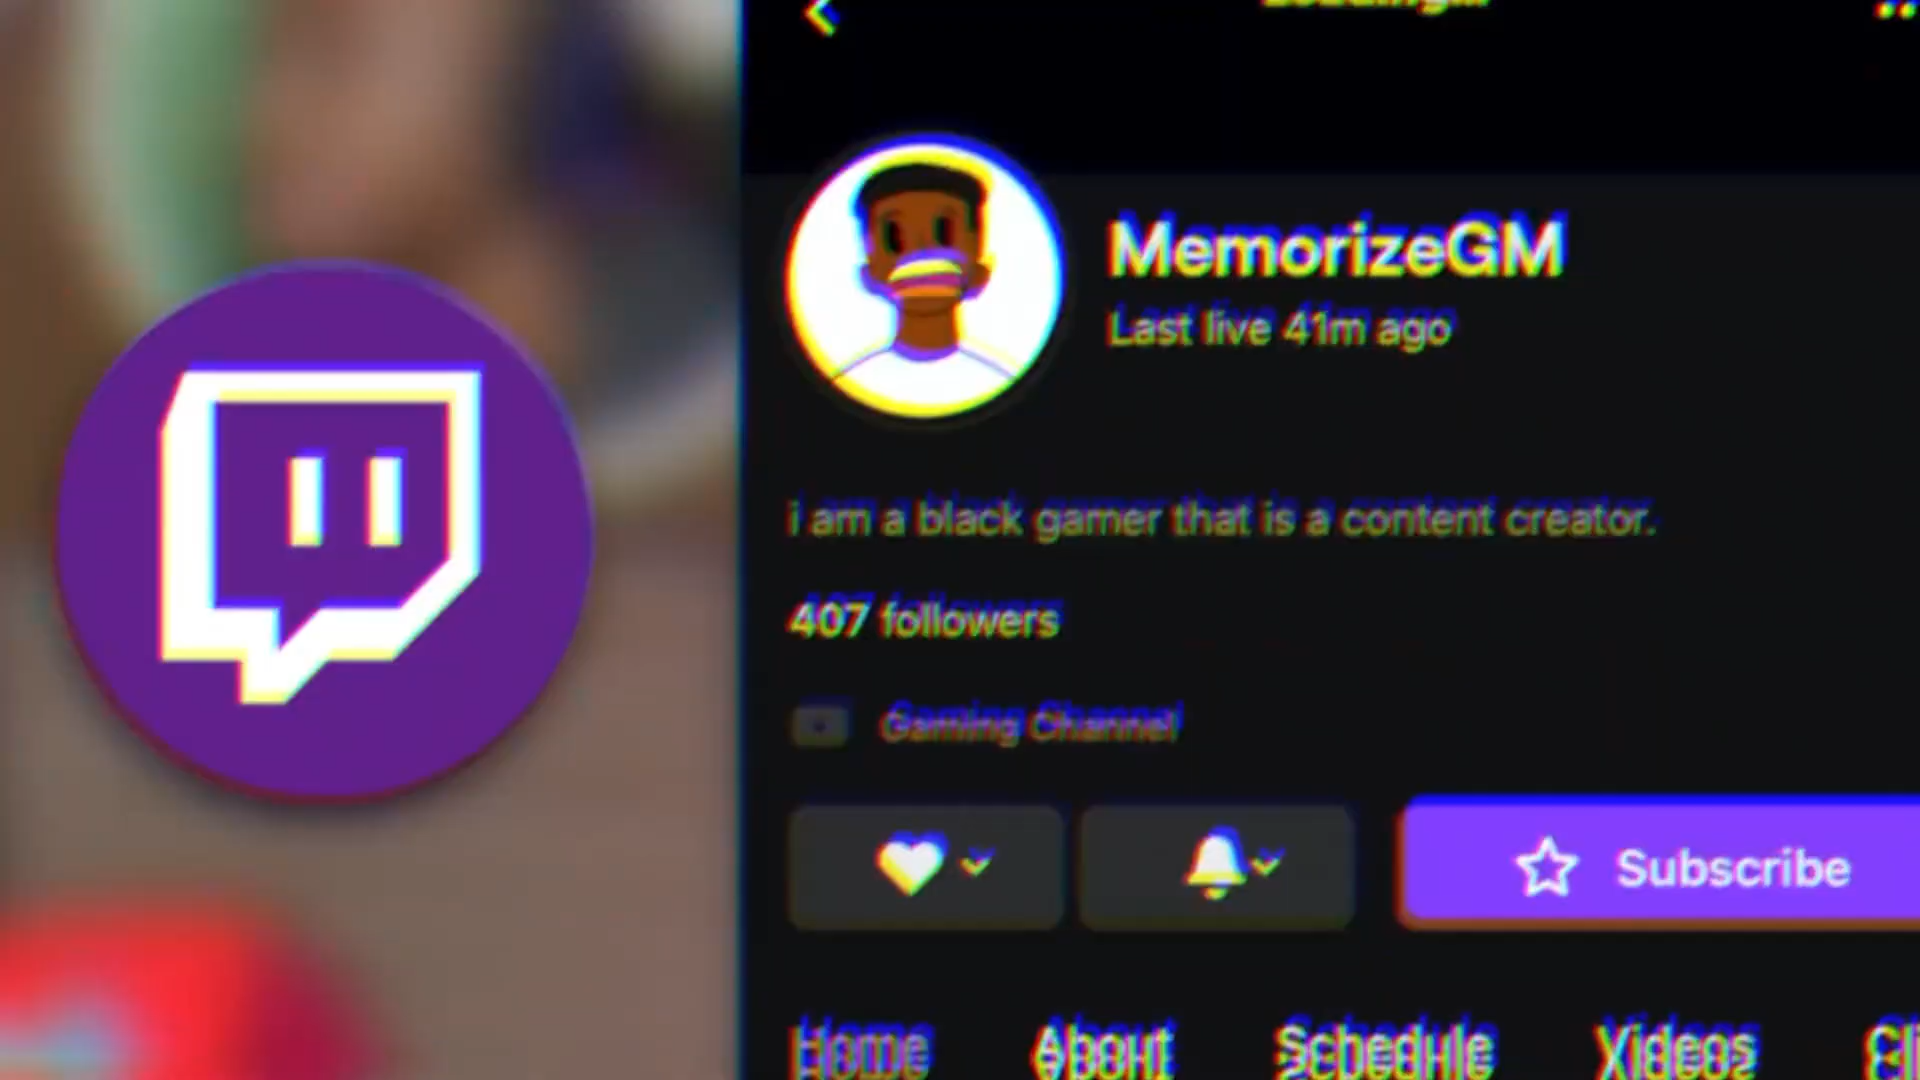 MemorizeGM
Last live 41m ago
i am a black gamer that is a content creator.
407 followers
Gaming Channel
Subscribe
Home About Schedule Videos